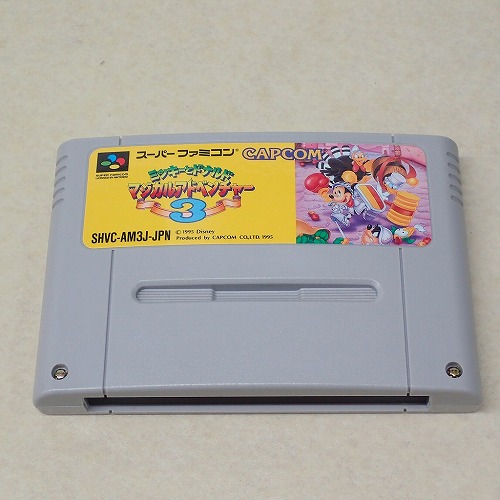 スーパーファミコン CAPCOM
ミッキーとドナルド
マジカルアドベンチャー
3
SHVC-AM3J-JPN
© 1995 Disney
Produced by CAPCOM CO.,LTD. 1995
SUPER FAMICOM